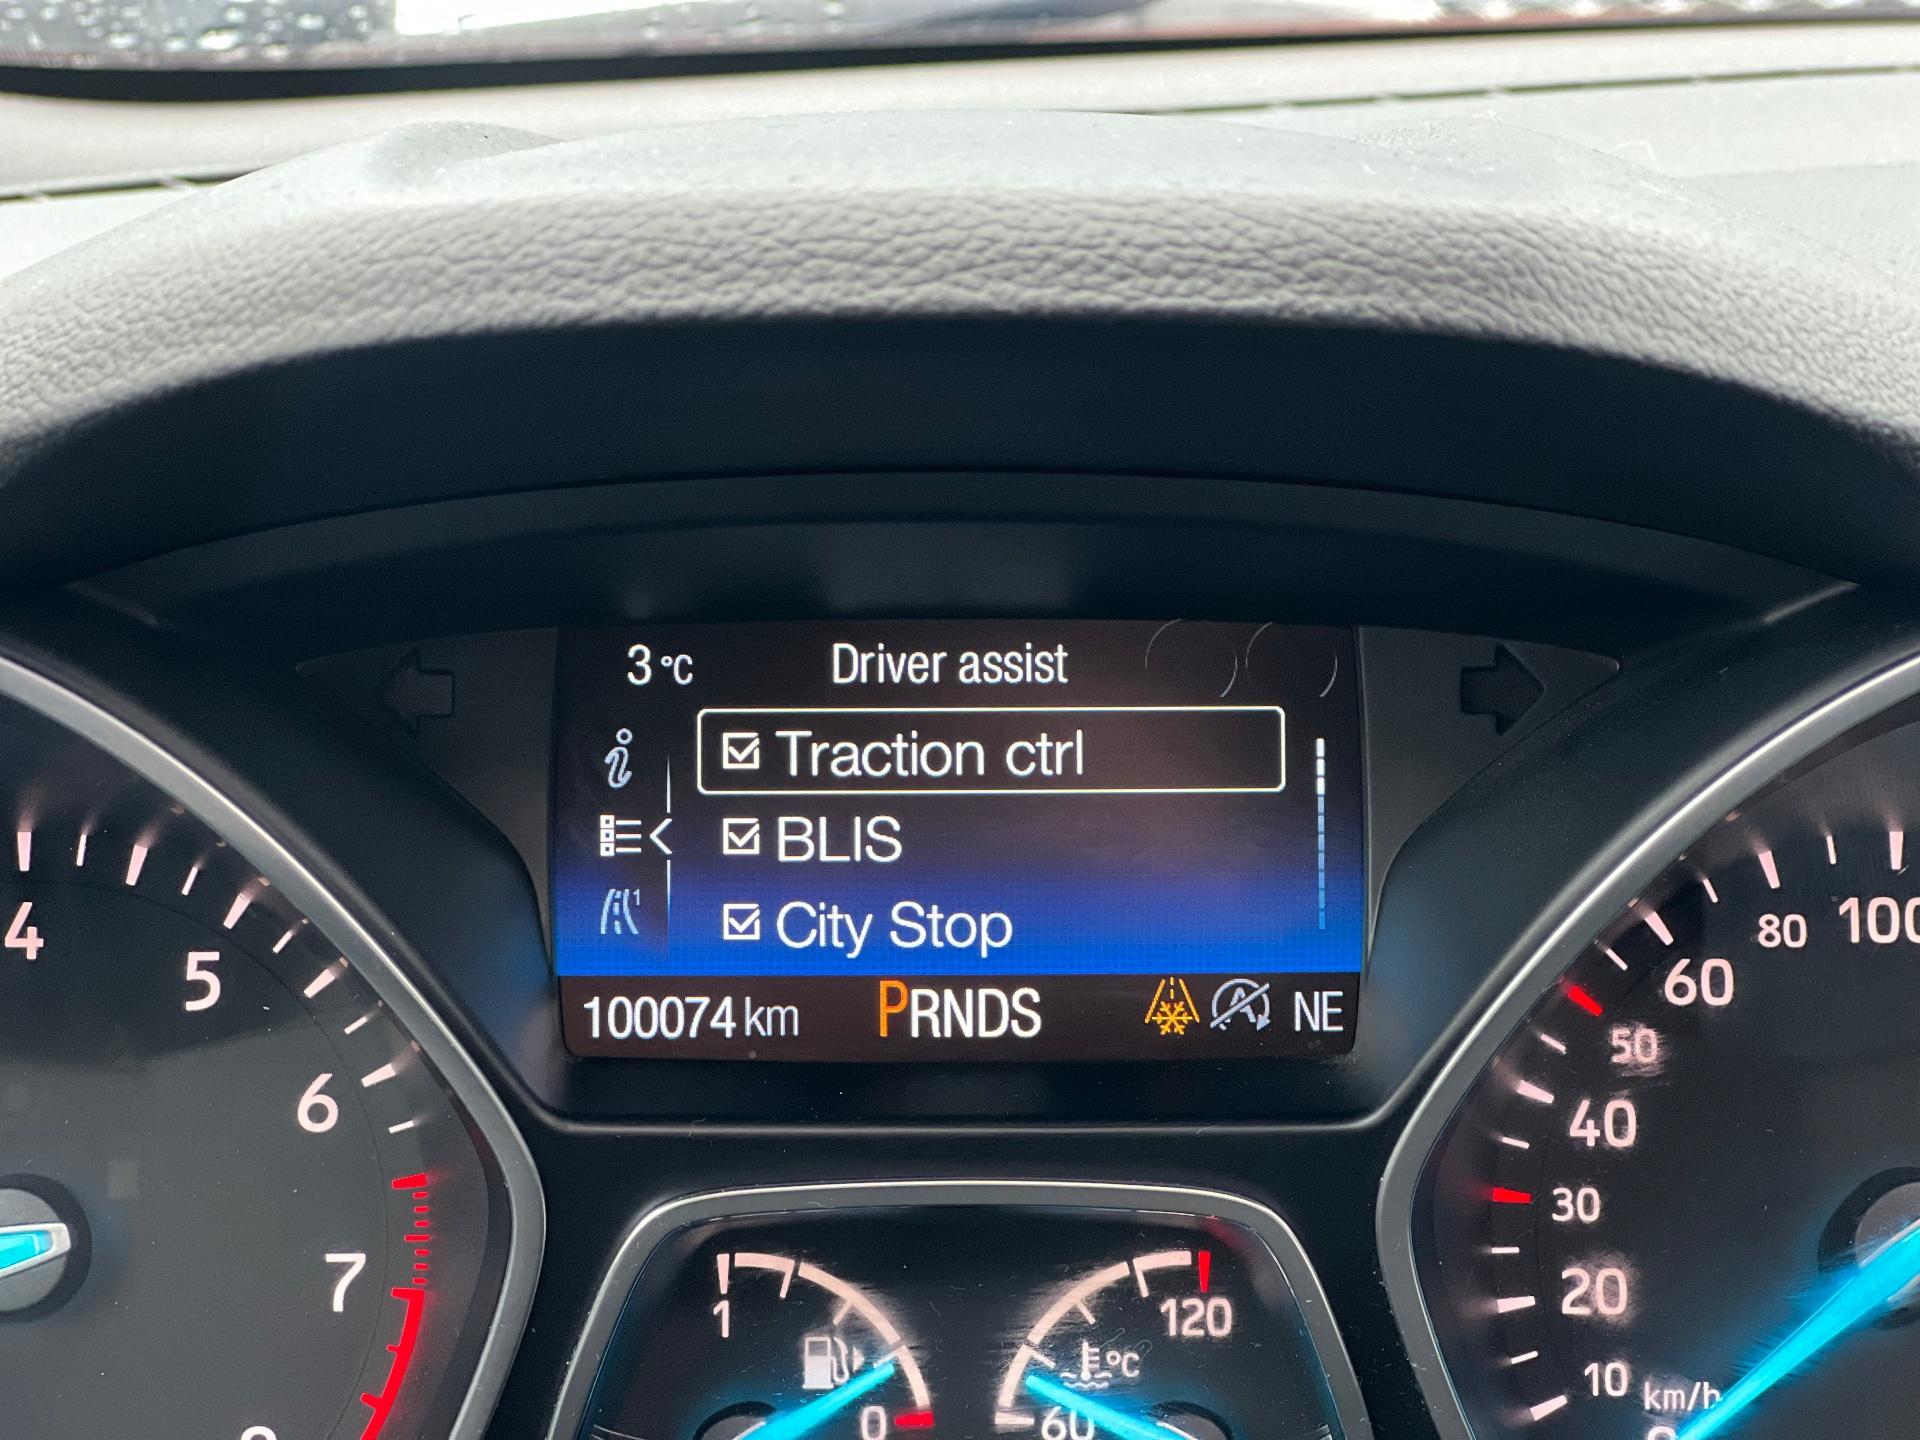 3 °C Driver assist
Traction ctrl
BLIS
City Stop
1
100074 km PRNDS NE
4
5
6
7
1
0
120
°C
60
100
80
60
50
40
30
20
10 km/h